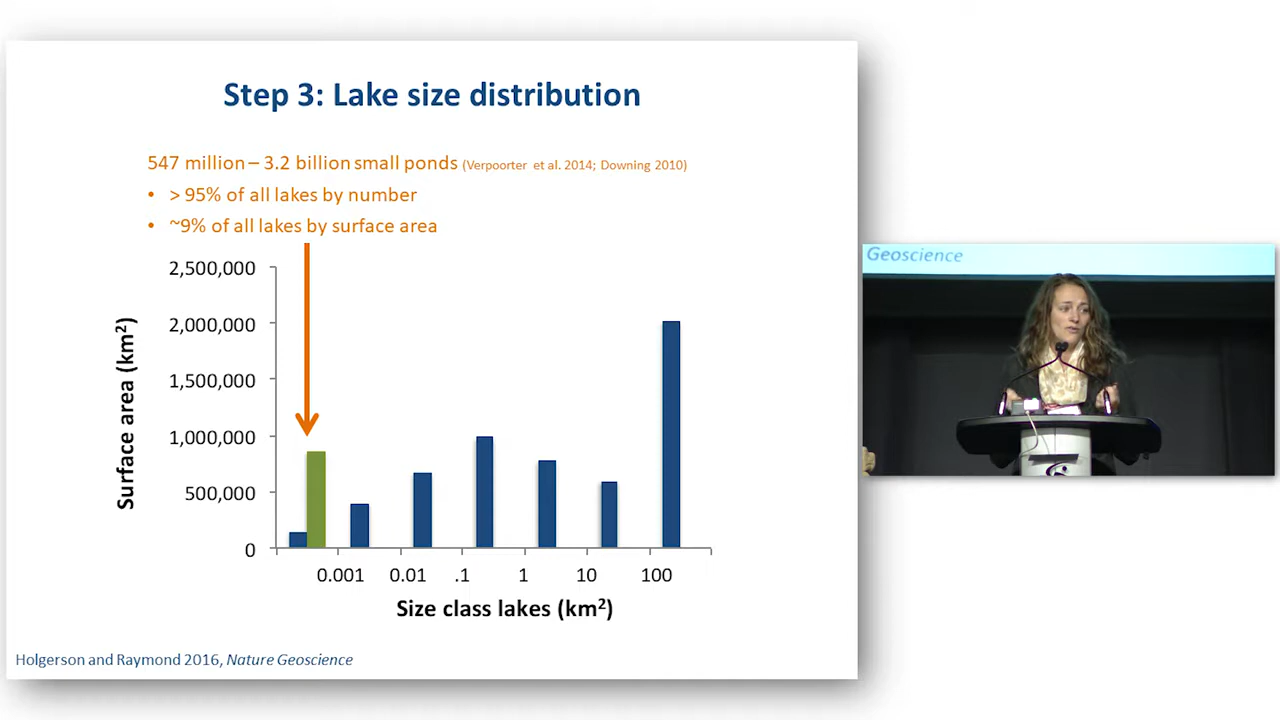 Step 3: Lake size distribution
547 million – 3.2 billion small ponds (Verpoorter et al. 2014; Downing 2010)
• > 95% of all lakes by number
• ~9% of all lakes by surface area
2,500,000
2,000,000
1,500,000
1,000,000
500,000
0
Surface area (km²)
0.001 0.01 .1 1 10 100
Size class lakes (km²)
Holgerson and Raymond 2016, Nature Geoscience
Geoscience